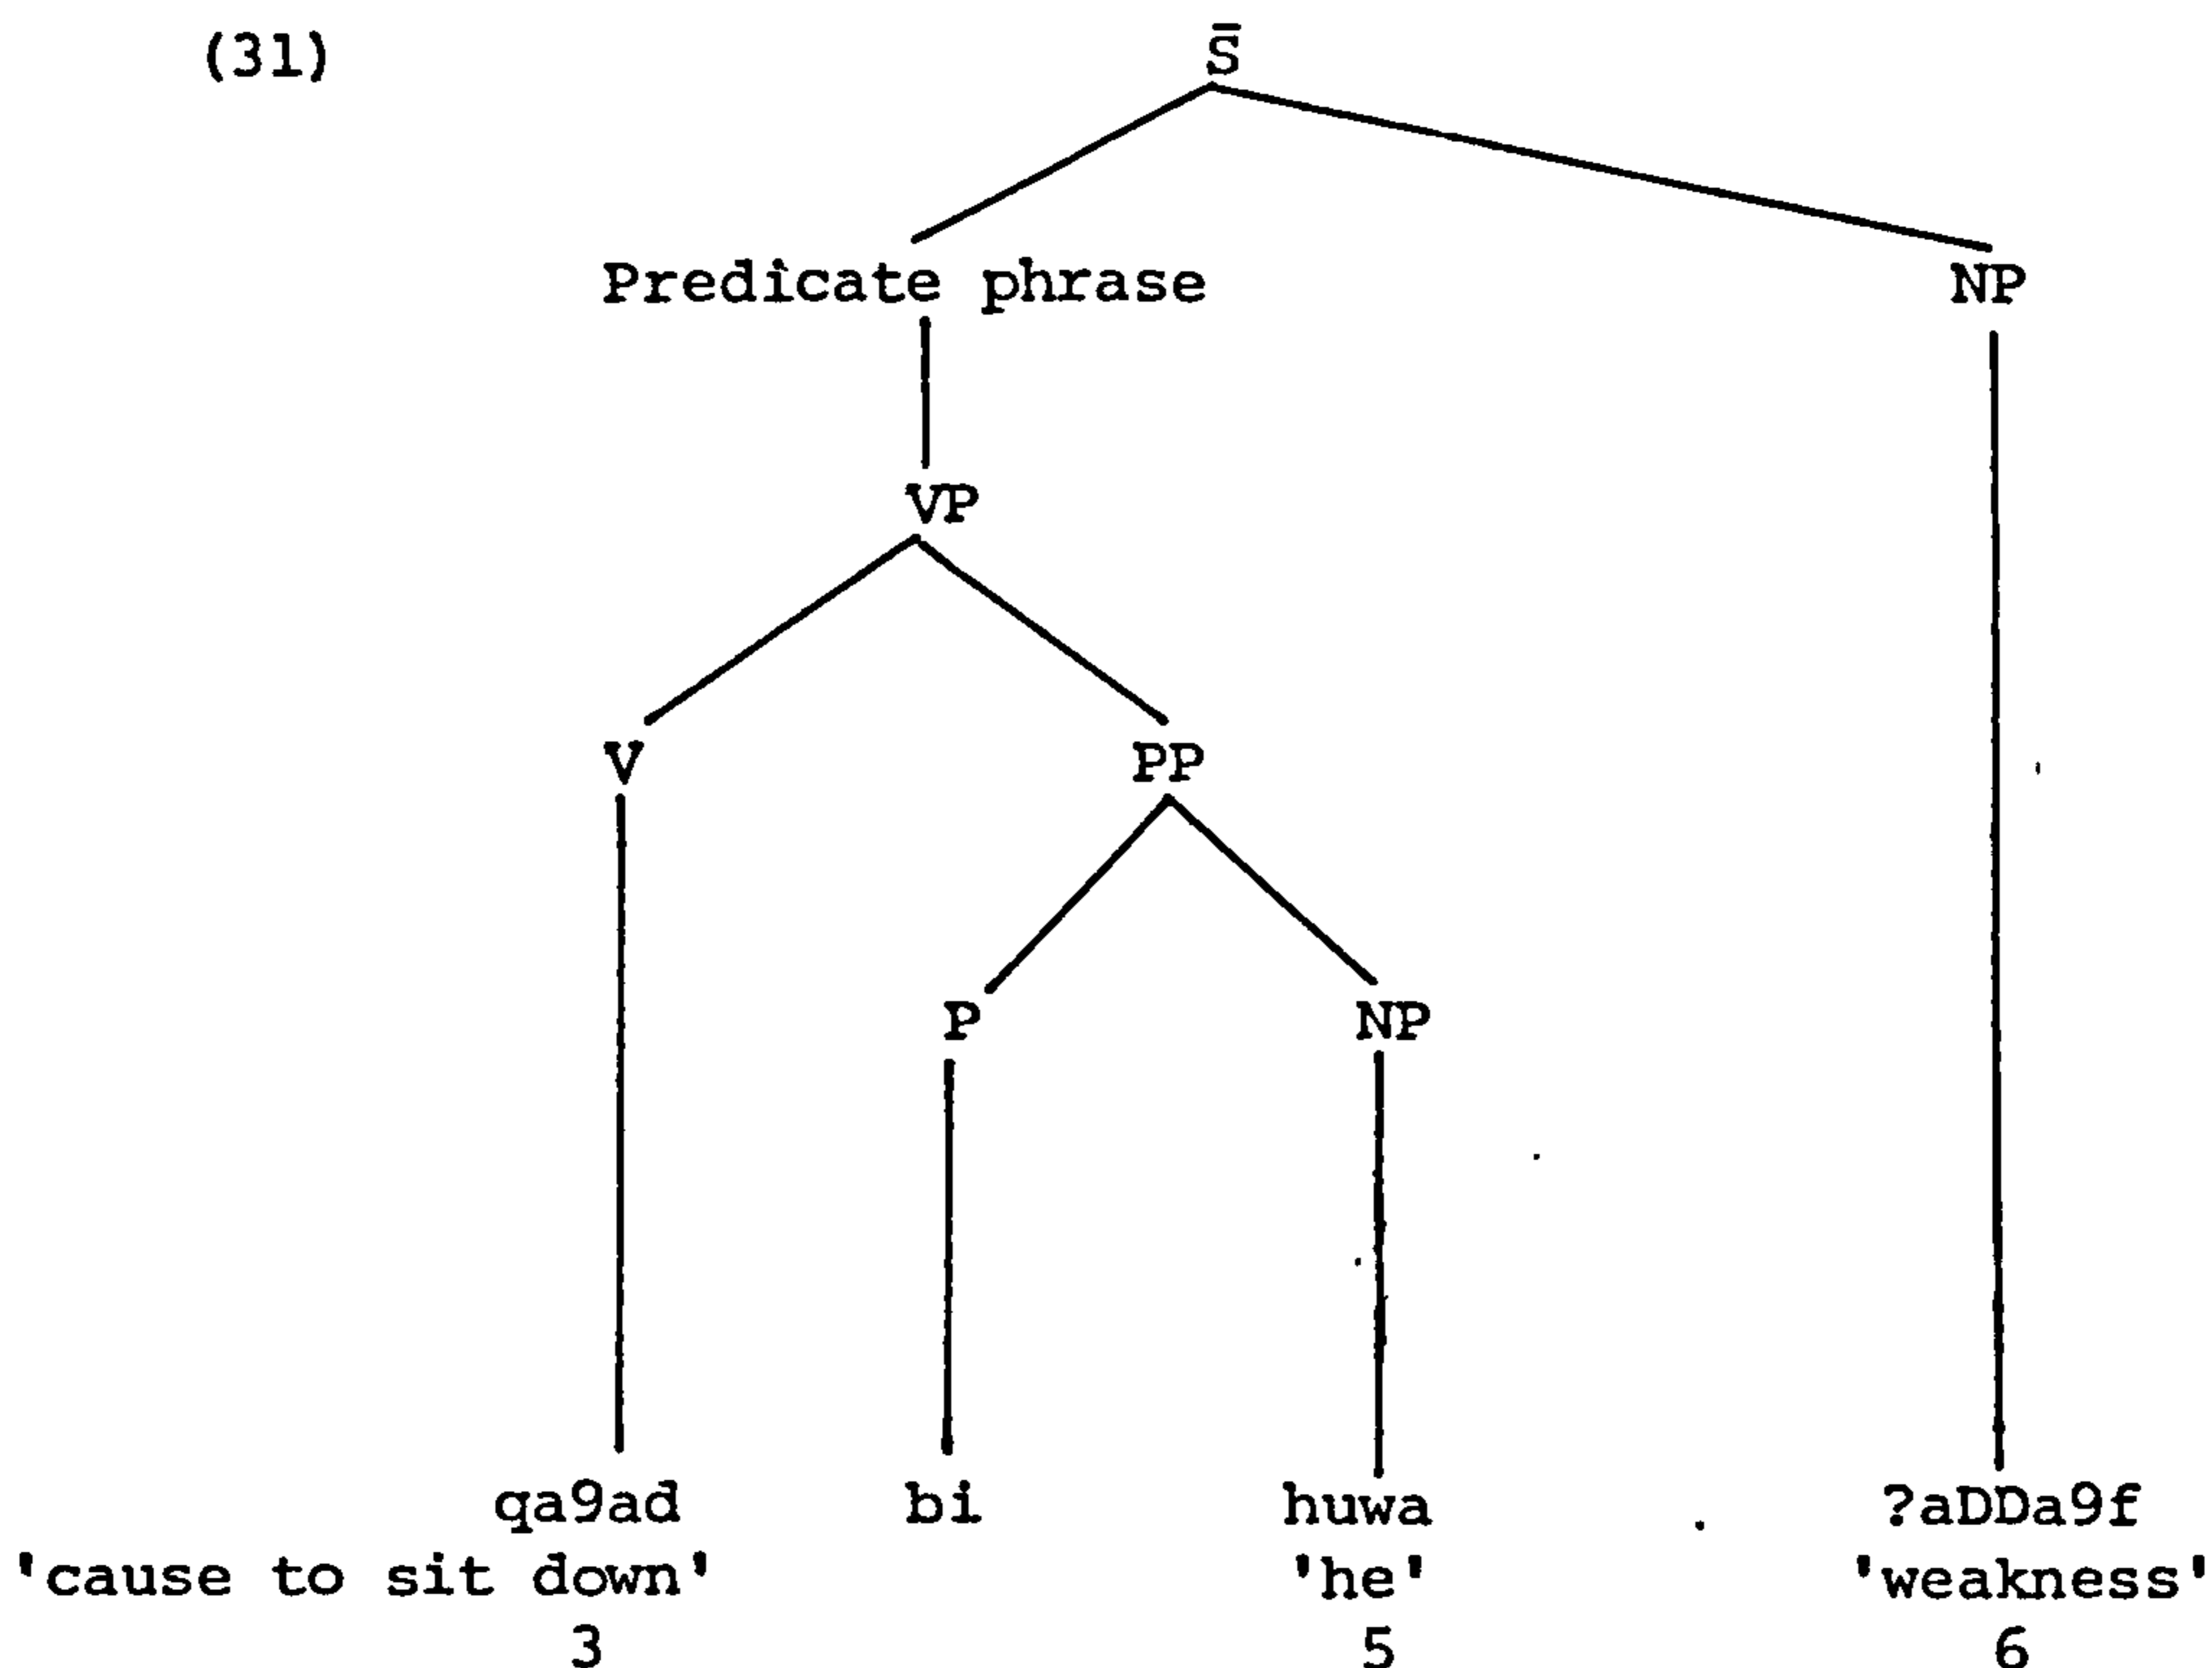 (31) S̄
Predicate phrase NP
VP
V PP
P NP
qa9ad bi huwa ?aDDa9f
'cause to sit down' 'he' 'weakness'
3 5 6